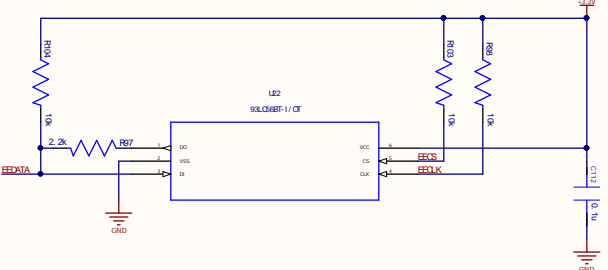 +3.3V
R104
R103
R98
U22
93LC56BT-I/OT
10k
10k
10k
2.2k
R97
1
DO
VCC
6
EEDATA
2
VSS
CS
5
EECS
3
DI
CLK
4
EECLK
C112
0.1u
GND
GND